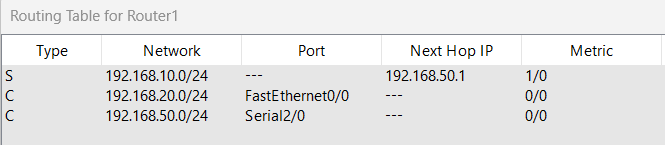 Routing Table for Router1
Type Network Port Next Hop IP Metric
S 192.168.10.0/24 --- 192.168.50.1 1/0
C 192.168.20.0/24 FastEthernet0/0 --- 0/0
C 192.168.50.0/24 Serial2/0 --- 0/0